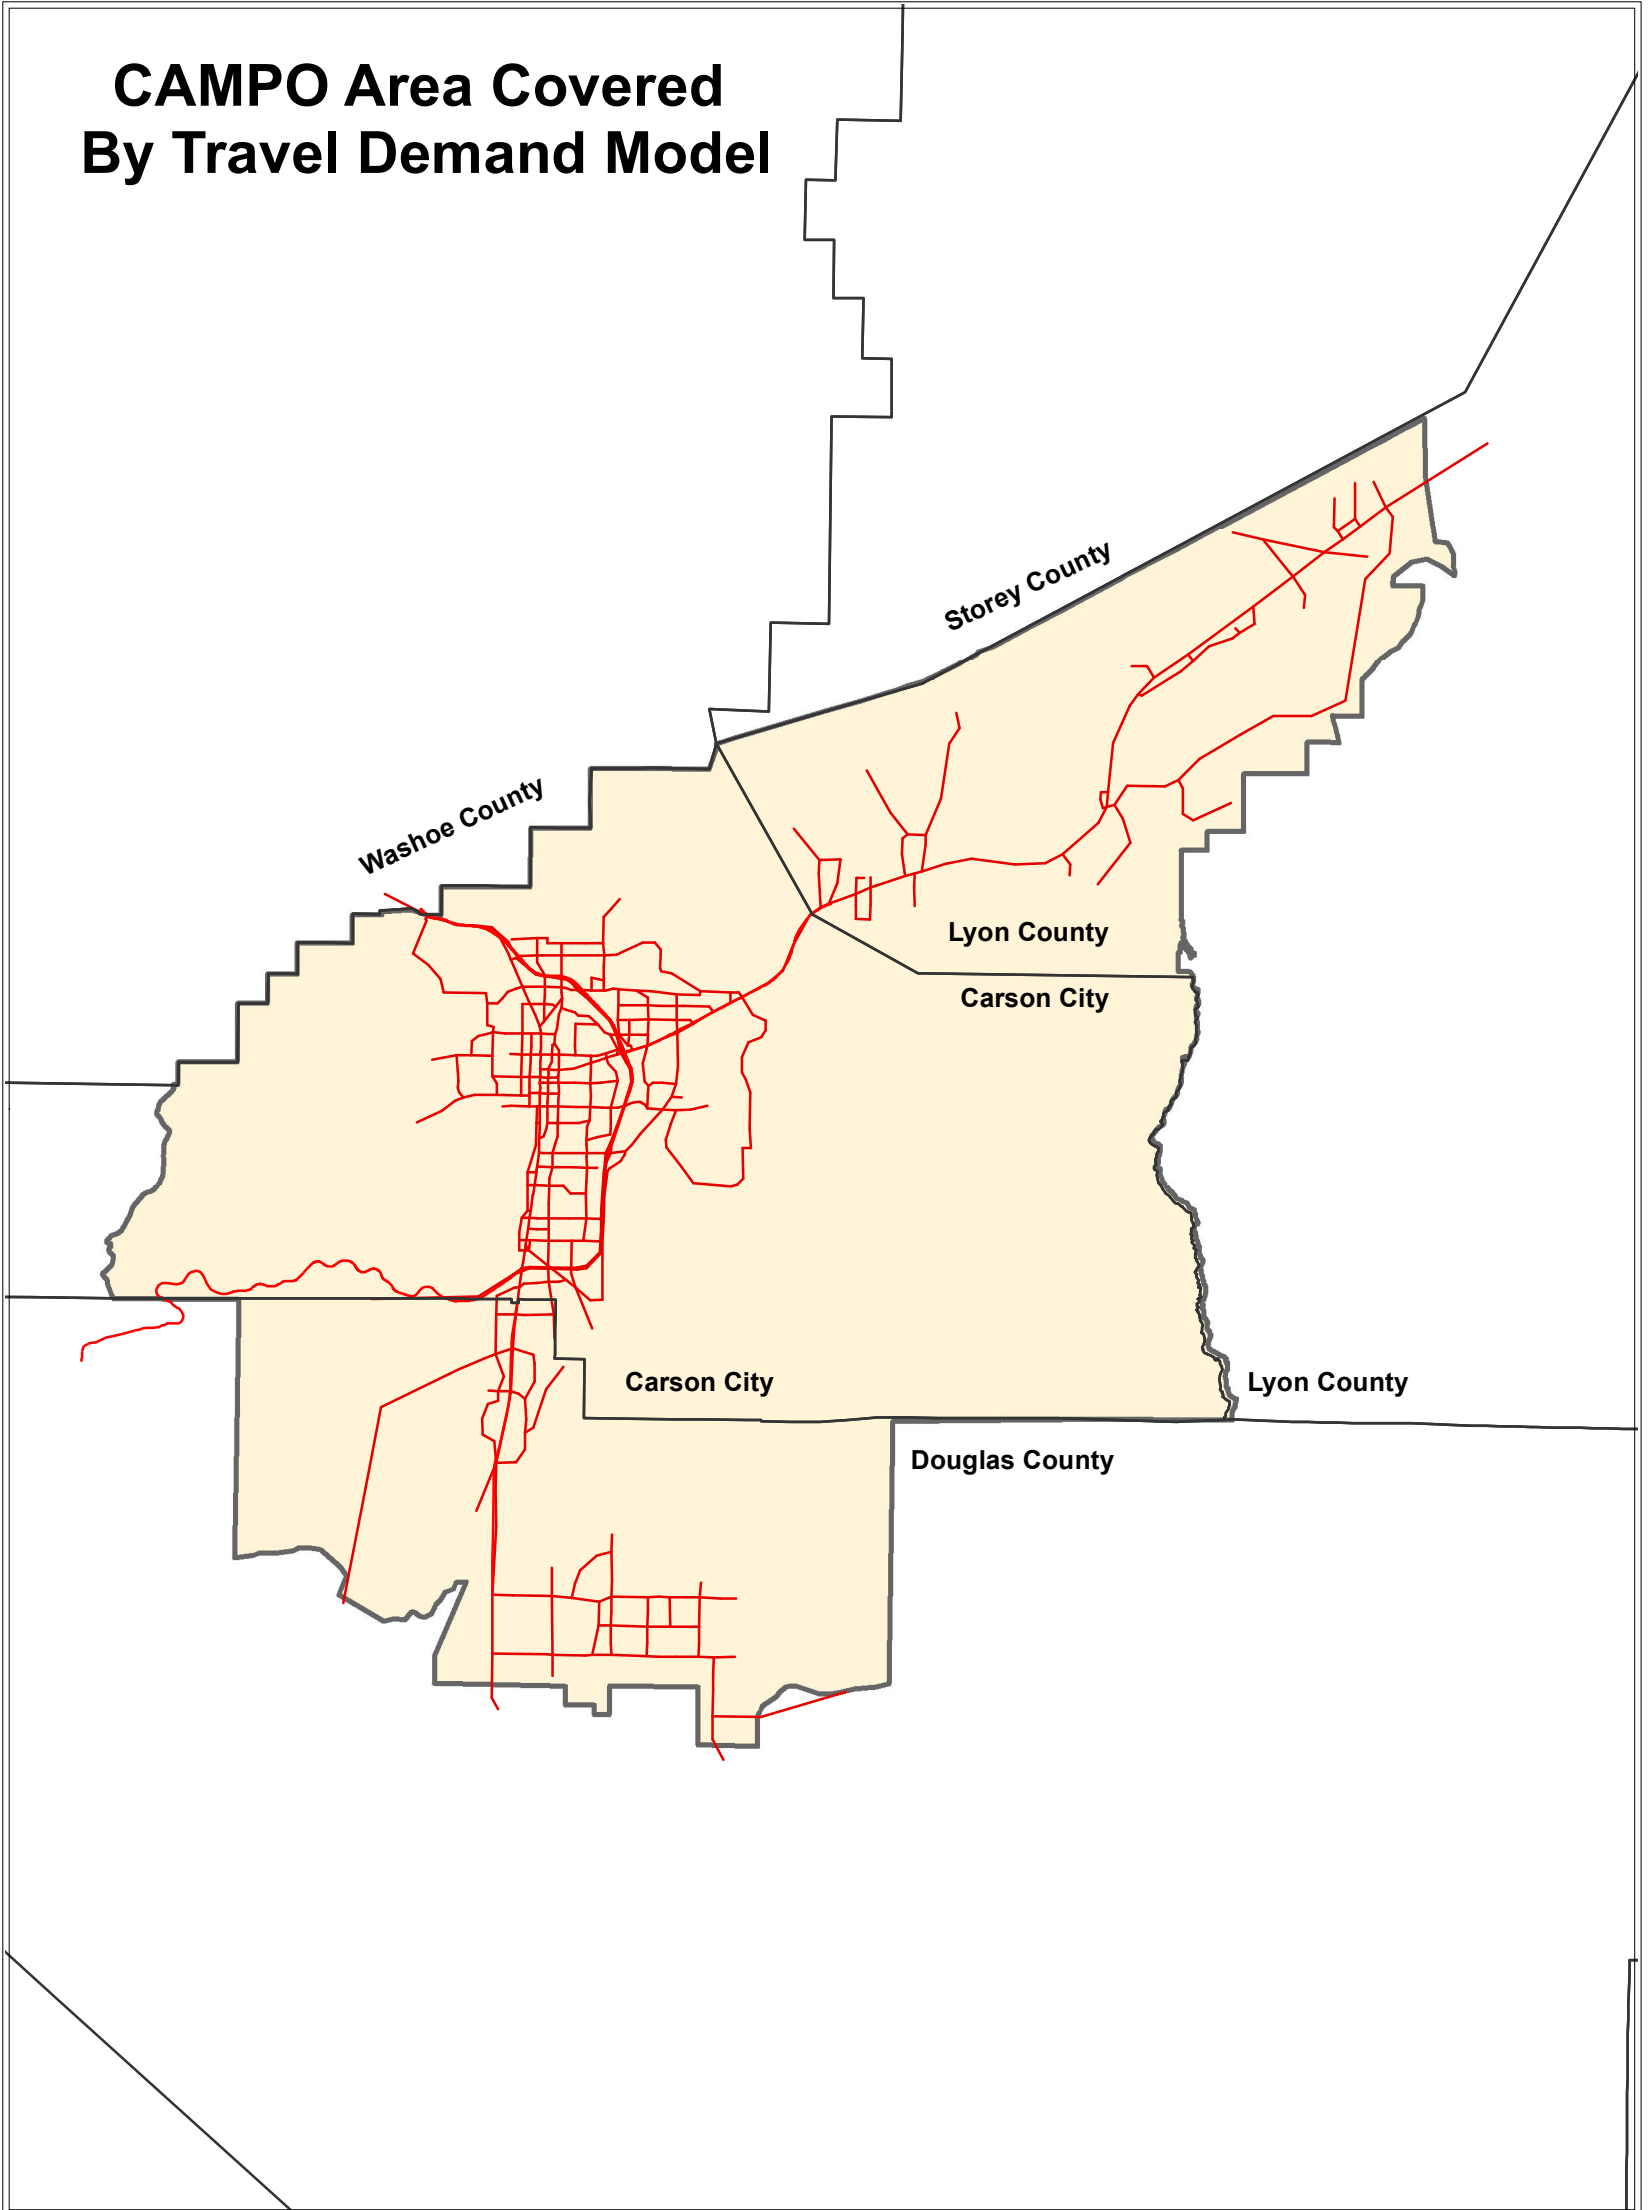 CAMPO Area Covered
By Travel Demand Model
Storey County
Washoe County
Lyon County
Carson City
Carson City
Lyon County
Douglas County